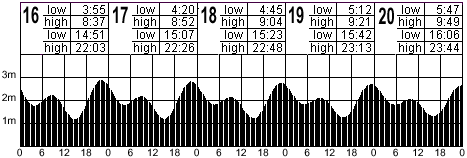 16 low 3:55 17 low 4:20 18 low 4:45 19 low 5:12 20 low 5:47
high 8:37 high 8:52 high 9:04 high 9:21 high 9:49
low 14:51 low 15:07 low 15:23 low 15:42 low 16:06
high 22:03 high 22:26 high 22:48 high 23:13 high 23:44
3m
2m
1m
0 6 12 18 0 6 12 18 0 6 12 18 0 6 12 18 0 6 12 18 0